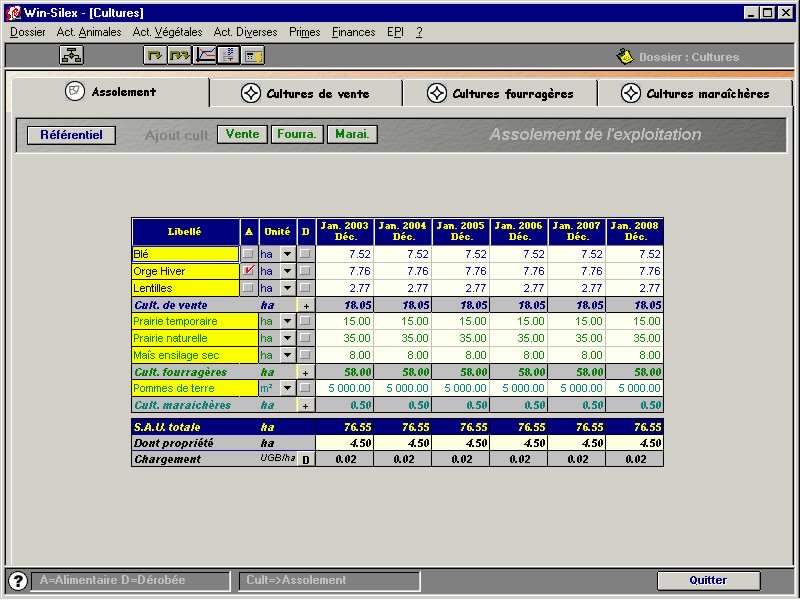 Win-Silex - [Cultures]
Dossier Act. Animales Act. Végétales Act. Diverses Primes Finances EPI ?
Dossier : Cultures
Assolement Cultures de vente Cultures fourragères Cultures maraîchères
Référentiel Ajout cult. Vente Fourra. Marai. Assolement de l'exploitation
Libellé A Unité D Jan. 2003 Déc. Jan. 2004 Déc. Jan. 2005 Déc. Jan. 2006 Déc. Jan. 2007 Déc. Jan. 2008 Déc.
Blé ha 7.52 7.52 7.52 7.52 7.52 7.52
Orge Hiver ha 7.76 7.76 7.76 7.76 7.76 7.76
Lentilles ha 2.77 2.77 2.77 2.77 2.77 2.77
Cult. de vente ha + 18.05 18.05 18.05 18.05 18.05 18.05
Prairie temporaire ha 15.00 15.00 15.00 15.00 15.00 15.00
Prairie naturelle ha 35.00 35.00 35.00 35.00 35.00 35.00
Maïs ensilage sec ha 8.00 8.00 8.00 8.00 8.00 8.00
Cult. fourragères ha + 58.00 58.00 58.00 58.00 58.00 58.00
Pommes de terre m² 5 000.00 5 000.00 5 000.00 5 000.00 5 000.00 5 000.00
Cult. maraichères ha + 0.50 0.50 0.50 0.50 0.50 0.50
S.A.U. totale ha 76.55 76.55 76.55 76.55 76.55 76.55
Dont propriété ha 4.50 4.50 4.50 4.50 4.50 4.50
Chargement UGB/ha D 0.02 0.02 0.02 0.02 0.02 0.02
? A=Alimentaire D=Dérobée Cult=>Assolement Quitter